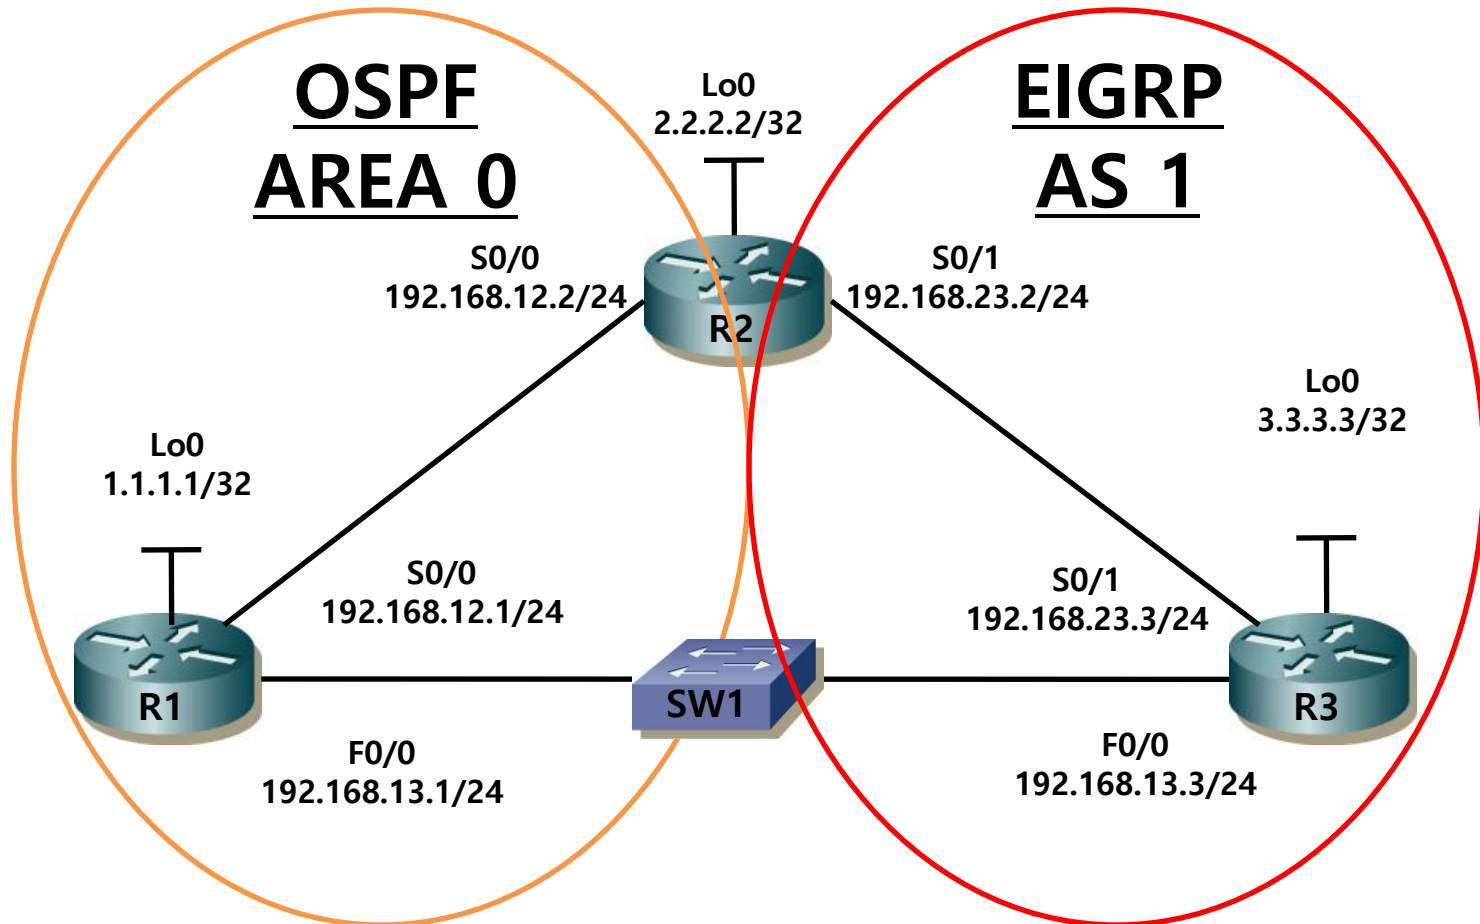 OSPF
AREA 0
EIGRP
AS 1
Lo0
2.2.2.2/32
S0/0
192.168.12.2/24
R2
S0/1
192.168.23.2/24
Lo0
3.3.3.3/32
Lo0
1.1.1.1/32
S0/0
192.168.12.1/24
S0/1
192.168.23.3/24
R1
SW1
R3
F0/0
192.168.13.1/24
F0/0
192.168.13.3/24